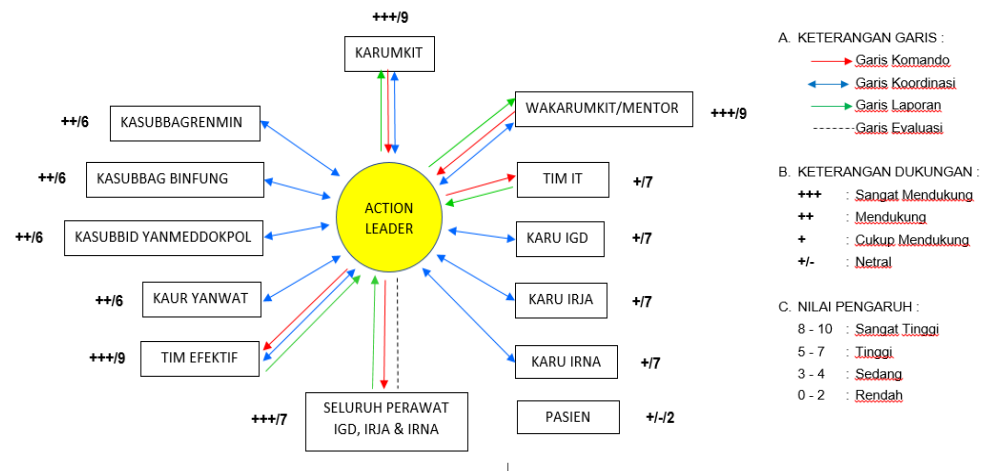 +++/9
KARUMKIT
WAKARUMKIT/MENTOR
+++/9
++/6
KASUBBAGRENMIN
++/6
KASUBBAG BINFUNG
TIM IT
+/7
ACTION
LEADER
++/6
KASUBBID YANMEDDOKPOL
KARU IGD
+/7
++/6
KAUR YANWAT
KARU IRJA
+/7
+++/9
TIM EFEKTIF
KARU IRNA
+/7
+++/7
SELURUH PERAWAT
IGD, IRJA & IRNA
PASIEN
+/-/2
A. KETERANGAN GARIS :
Garis Komando
Garis Koordinasi
Garis Laporan
Garis Evaluasi
B. KETERANGAN DUKUNGAN :
+++ : Sangat Mendukung
++ : Mendukung
+ : Cukup Mendukung
+/- : Netral
C. NILAI PENGARUH :
8 - 10 : Sangat Tinggi
5 - 7 : Tinggi
3 - 4 : Sedang
0 - 2 : Rendah